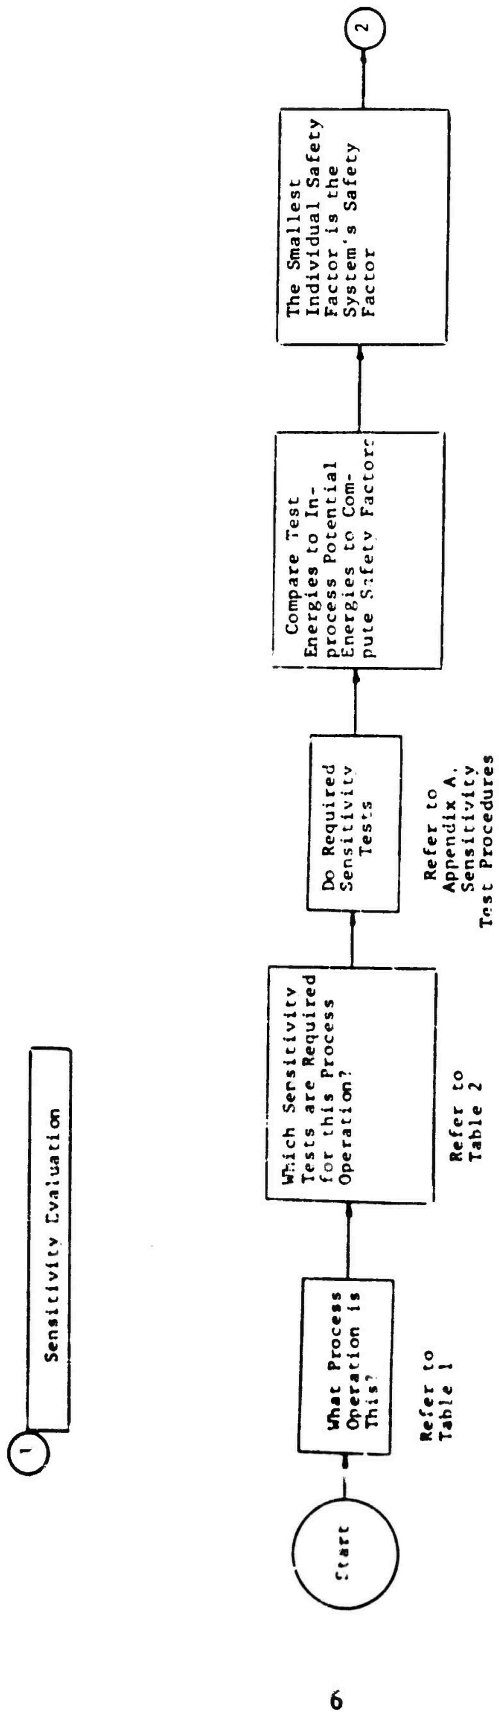 1
Sensitivity Evaluation
Start
What Process
Operation is
This?
Refer to
Table 1
Which Sensitivity
Tests are Required
for this Process
Operation?
Refer to
Table 2
Do Required
Sensitivity
Tests
Refer to
Appendix A,
Sensitivity
Test Procedures
Compare Test
Energies to In-
process Potential
Energies to Com-
pute Safety Factors
The Smallest
Individual Safety
Factor is the
System's Safety
Factor
2
6